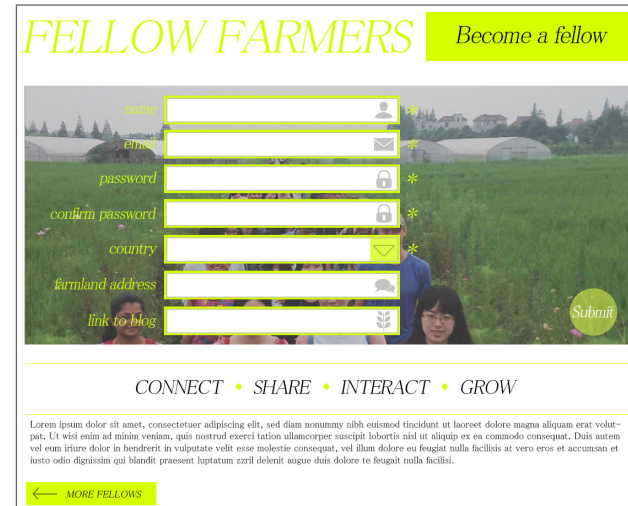 FELLOW FARMERS
Become a fellow
name *
email *
password *
confirm password *
country *
farmland address
link to blog
Submit
CONNECT • SHARE • INTERACT • GROW
Lorem ipsum dolor sit amet, consectetuer adipiscing elit, sed diam nonummy nibh euismod tincidunt ut laoreet dolore magna aliquam erat volut-
pat. Ut wisi enim ad minim veniam, quis nostrud exerci tation ullamcorper suscipit lobortis nisl ut aliquip ex ea commodo consequat. Duis autem
vel eum iriure dolor in hendrerit in vulputate velit esse molestie consequat, vel illum dolore eu feugiat nulla facilisis at vero eros et accumsan et
iusto odio dignissim qui blandit praesent luptatum zzril delenit augue duis dolore te feugait nulla facilisi.
MORE FELLOWS